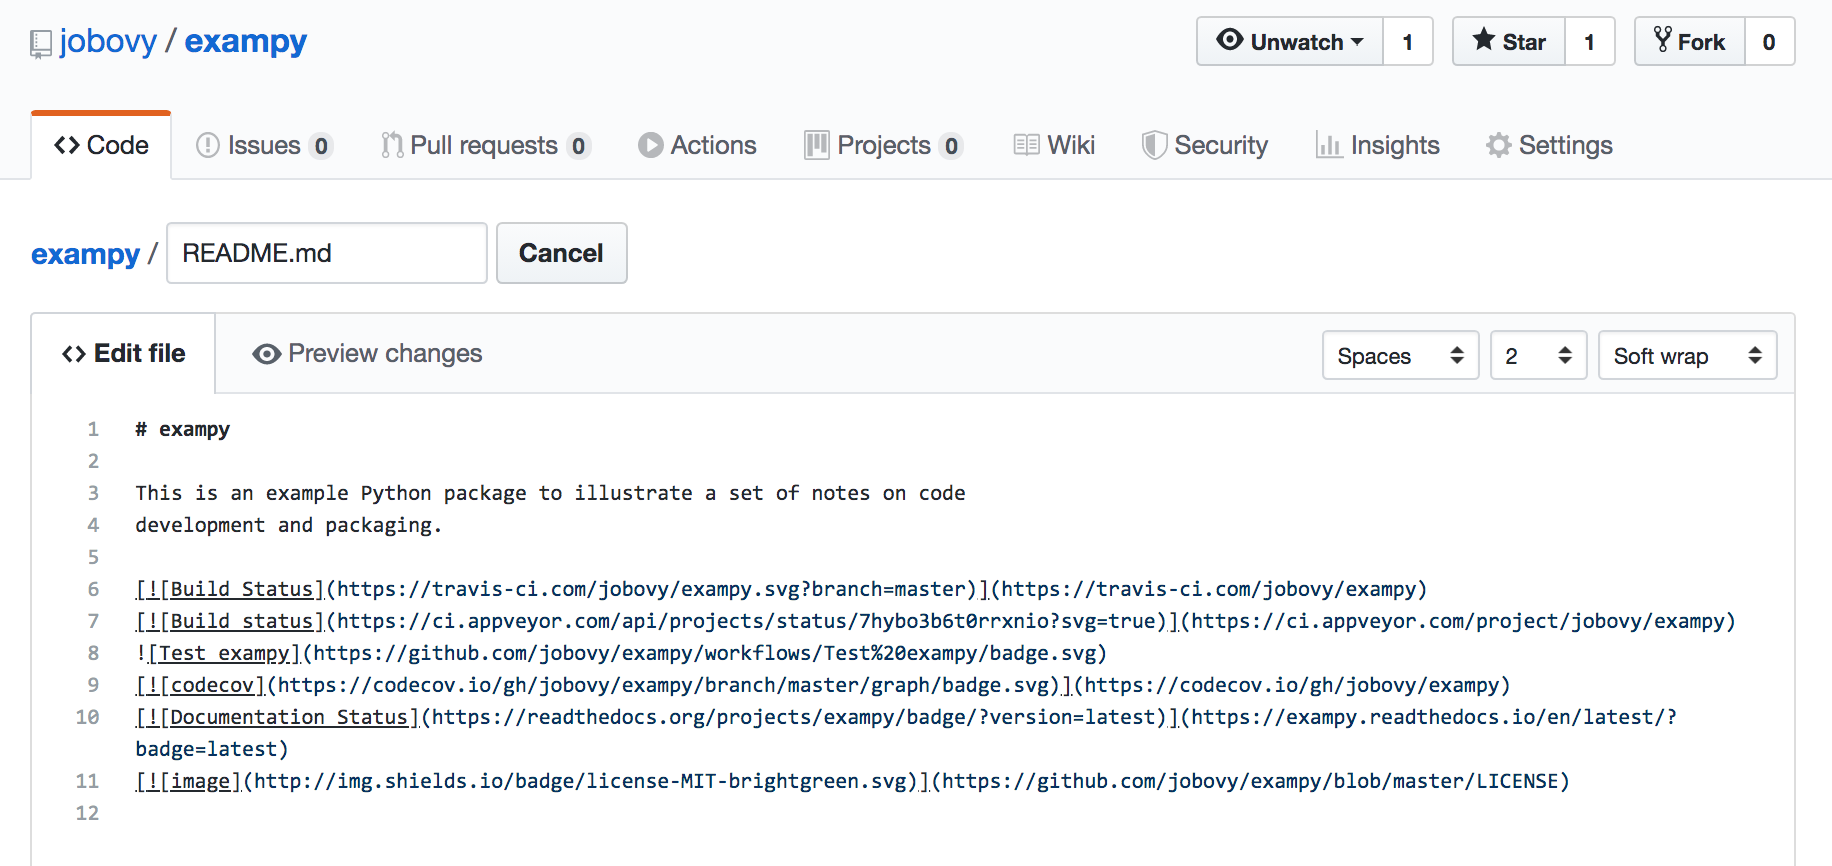 jobovy / exampy
Unwatch 1 Star 1 Fork 0
Code Issues 0 Pull requests 0 Actions Projects 0 Wiki Security Insights Settings
exampy / README.md Cancel
Edit file Preview changes Spaces 2 Soft wrap
1 # exampy
2
3 This is an example Python package to illustrate a set of notes on code
4 development and packaging.
5
6 [![Build Status](https://travis-ci.com/jobovy/exampy.svg?branch=master)](https://travis-ci.com/jobovy/exampy)
7 [![Build status](https://ci.appveyor.com/api/projects/status/7hybo3b6t0rrxnio?svg=true)](https://ci.appveyor.com/project/jobovy/exampy)
8 ![Test exampy](https://github.com/jobovy/exampy/workflows/Test%20exampy/badge.svg)
9 [![codecov](https://codecov.io/gh/jobovy/exampy/branch/master/graph/badge.svg)](https://codecov.io/gh/jobovy/exampy)
10 [![Documentation Status](https://readthedocs.org/projects/exampy/badge/?version=latest)](https://exampy.readthedocs.io/en/latest/?
badge=latest)
11 [![image](http://img.shields.io/badge/license-MIT-brightgreen.svg)](https://github.com/jobovy/exampy/blob/master/LICENSE)
12